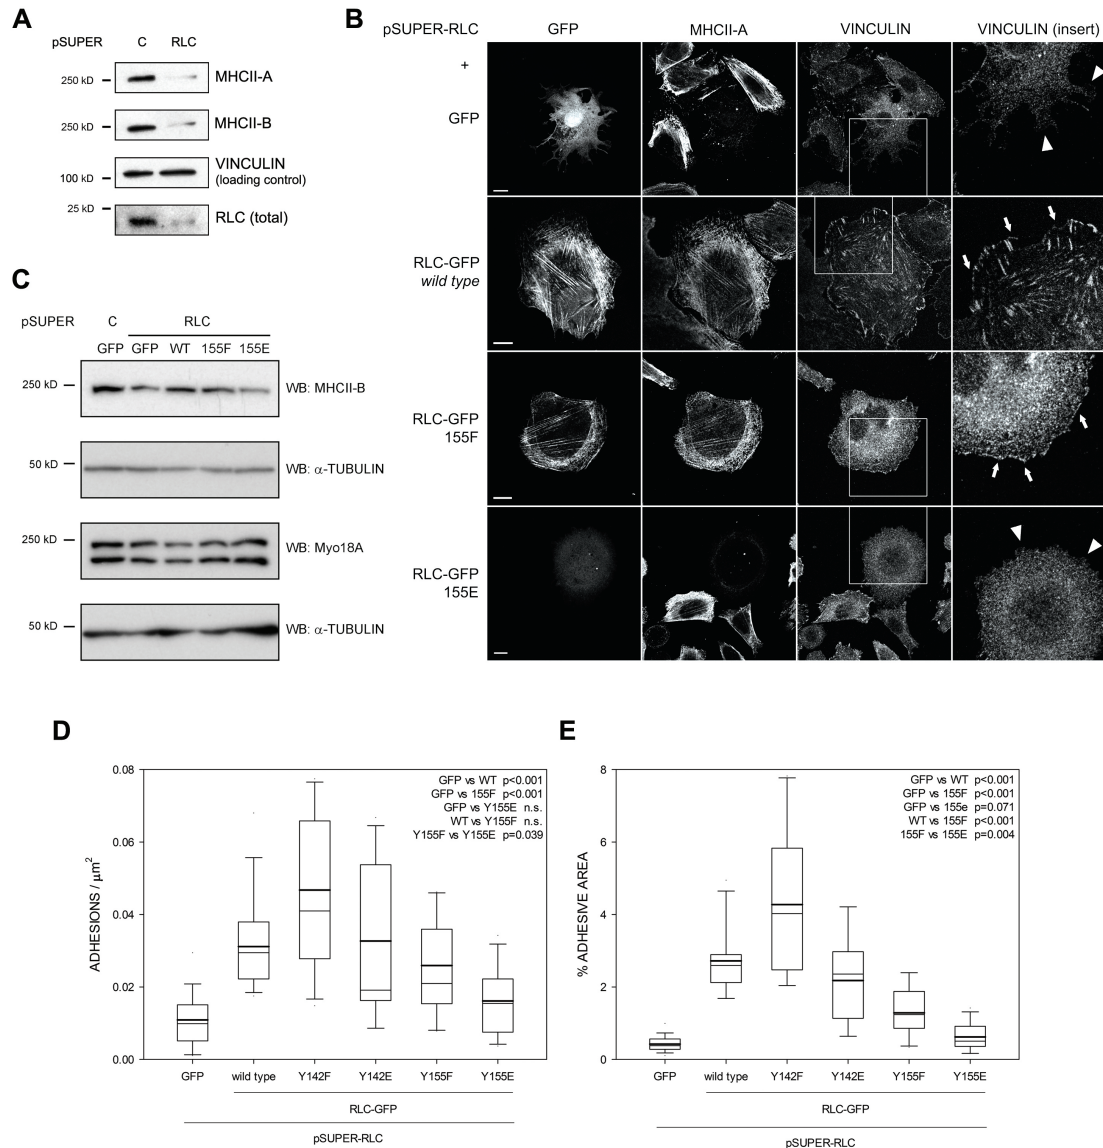 A
pSUPER C RLC
250 kD MHCII-A
250 kD MHCII-B
100 kD VINCULIN
(loading control)
25 kD RLC (total)
B
pSUPER-RLC GFP MHCII-A VINCULIN VINCULIN (insert)
+
GFP
RLC-GFP
wild type
RLC-GFP
155F
RLC-GFP
155E
C
pSUPER C RLC
GFP GFP WT 155F 155E
250 kD WB: MHCII-B
50 kD WB: α-TUBULIN
250 kD WB: Myo18A
50 kD WB: α-TUBULIN
D
ADHESIONS / μm²
0.08
0.06
0.04
0.02
0.00
GFP vs WT p<0.001
GFP vs 155F p<0.001
GFP vs Y155E n.s.
WT vs Y155F n.s.
Y155F vs Y155E p=0.039
GFP wild type Y142F Y142E Y155F Y155E
RLC-GFP
pSUPER-RLC
E
% ADHESIVE AREA
8
6
4
2
0
GFP vs WT p<0.001
GFP vs 155F p<0.001
GFP vs 155e p=0.071
WT vs 155F p<0.001
155F vs 155E p=0.004
GFP wild type Y142F Y142E Y155F Y155E
RLC-GFP
pSUPER-RLC